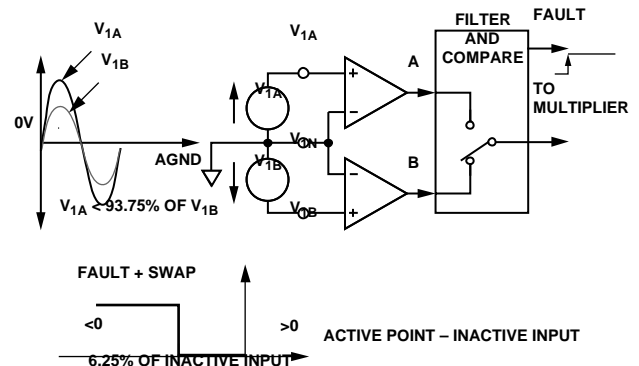 V1A
V1B
0V
AGND
V1A < 93.75% OF V1B
V1A
V1A
V1N
V1B
V1B
+
–
–
+
A
B
FILTER
AND
COMPARE
FAULT
TO
MULTIPLIER
FAULT + SWAP
<0
>0
ACTIVE POINT – INACTIVE INPUT
6.25% OF INACTIVE INPUT